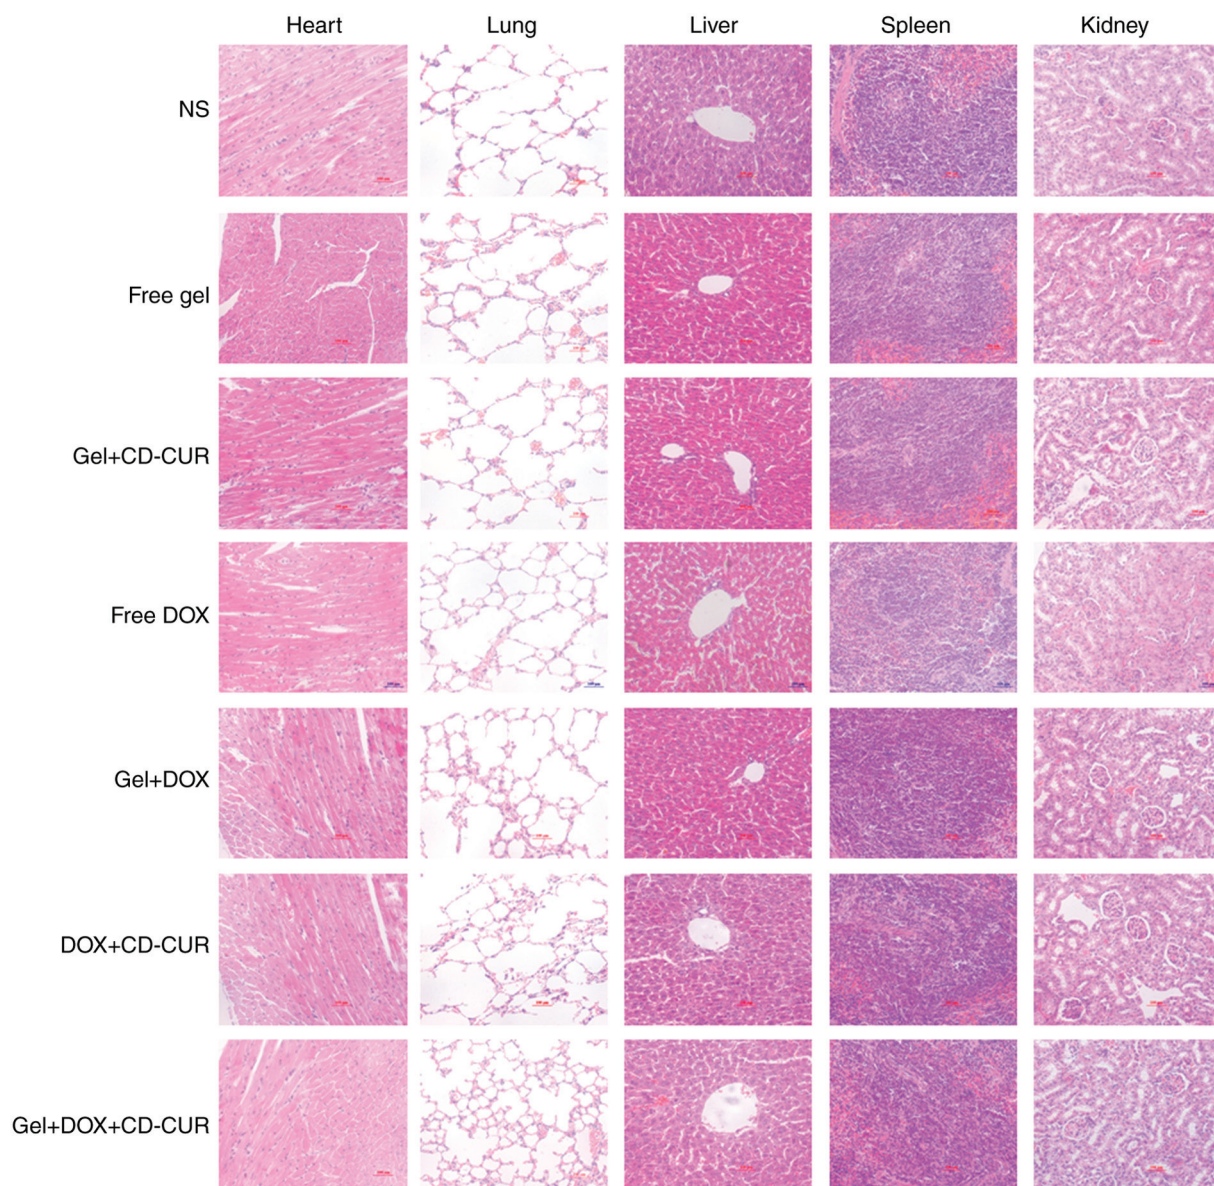 Heart Lung Liver Spleen Kidney
NS
Free gel
Gel+CD-CUR
Free DOX
Gel+DOX
DOX+CD-CUR
Gel+DOX+CD-CUR